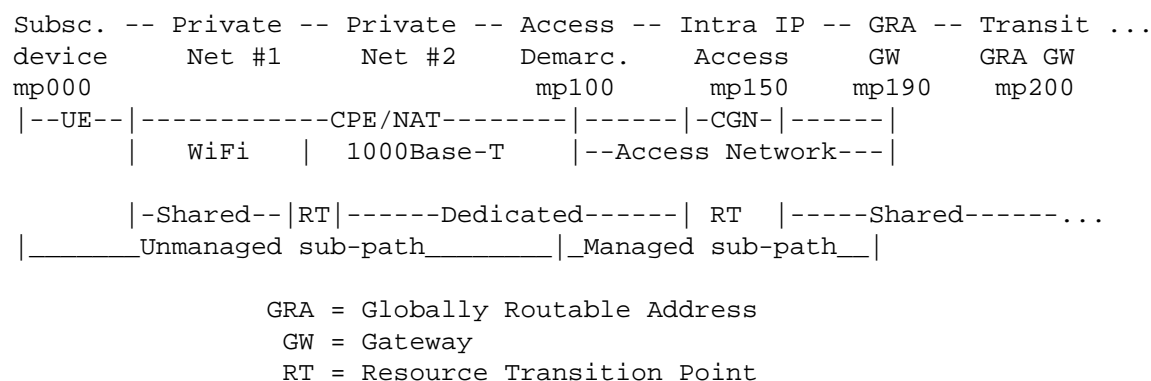 Subsc. -- Private -- Private -- Access -- Intra IP -- GRA -- Transit ...
device     Net #1     Net #2    Demarc.    Access     GW     GRA GW
mp000                            mp100      mp150    mp190    mp200
|--UE--|------------CPE/NAT--------|------|-CGN-|------|
       |   WiFi   |  1000Base-T    |--Access Network---|
       |-Shared--|RT|------Dedicated------| RT  |-----Shared------...
|_______Unmanaged sub-path________|_Managed sub-path__|
GRA = Globally Routable Address
GW = Gateway
RT = Resource Transition Point